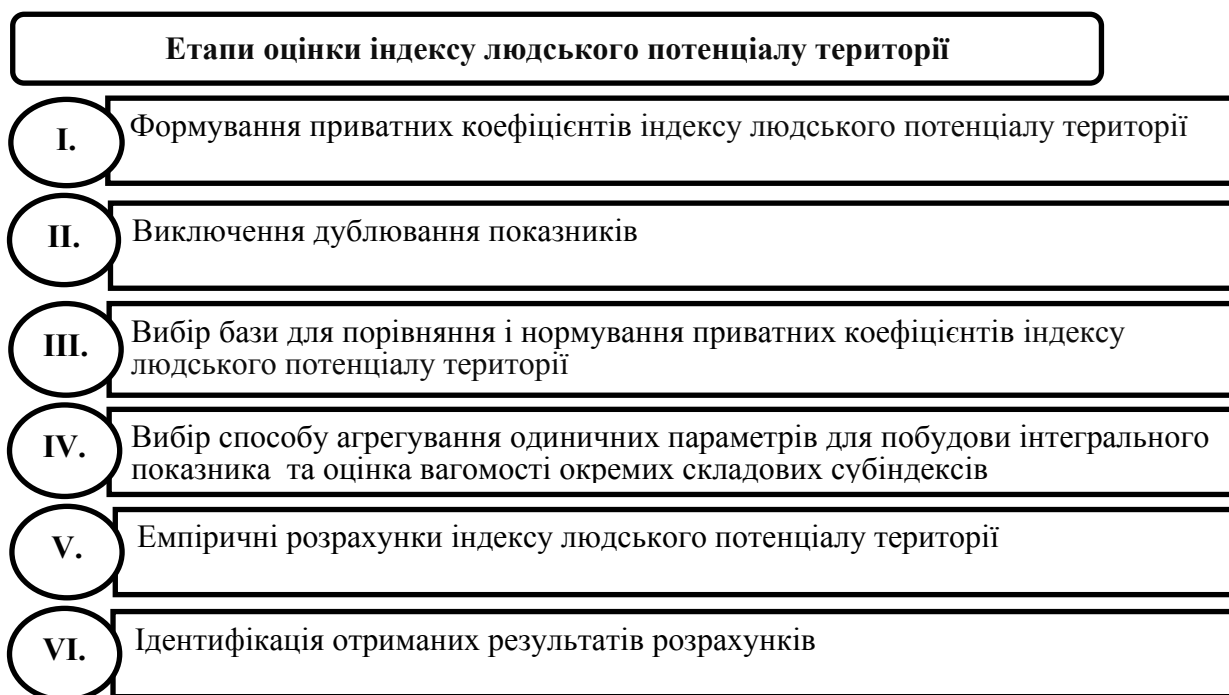 Етапи оцінки індексу людського потенціалу території
I.
Формування приватних коефіцієнтів індексу людського потенціалу території
II.
Виключення дублювання показників
III.
Вибір бази для порівняння і нормування приватних коефіцієнтів індексу
людського потенціалу території
IV.
Вибір способу агрегування одиничних параметрів для побудови інтегрального
показника та оцінка вагомості окремих складових субіндексів
V.
Емпіричні розрахунки індексу людського потенціалу території
VI.
Ідентифікація отриманих результатів розрахунків